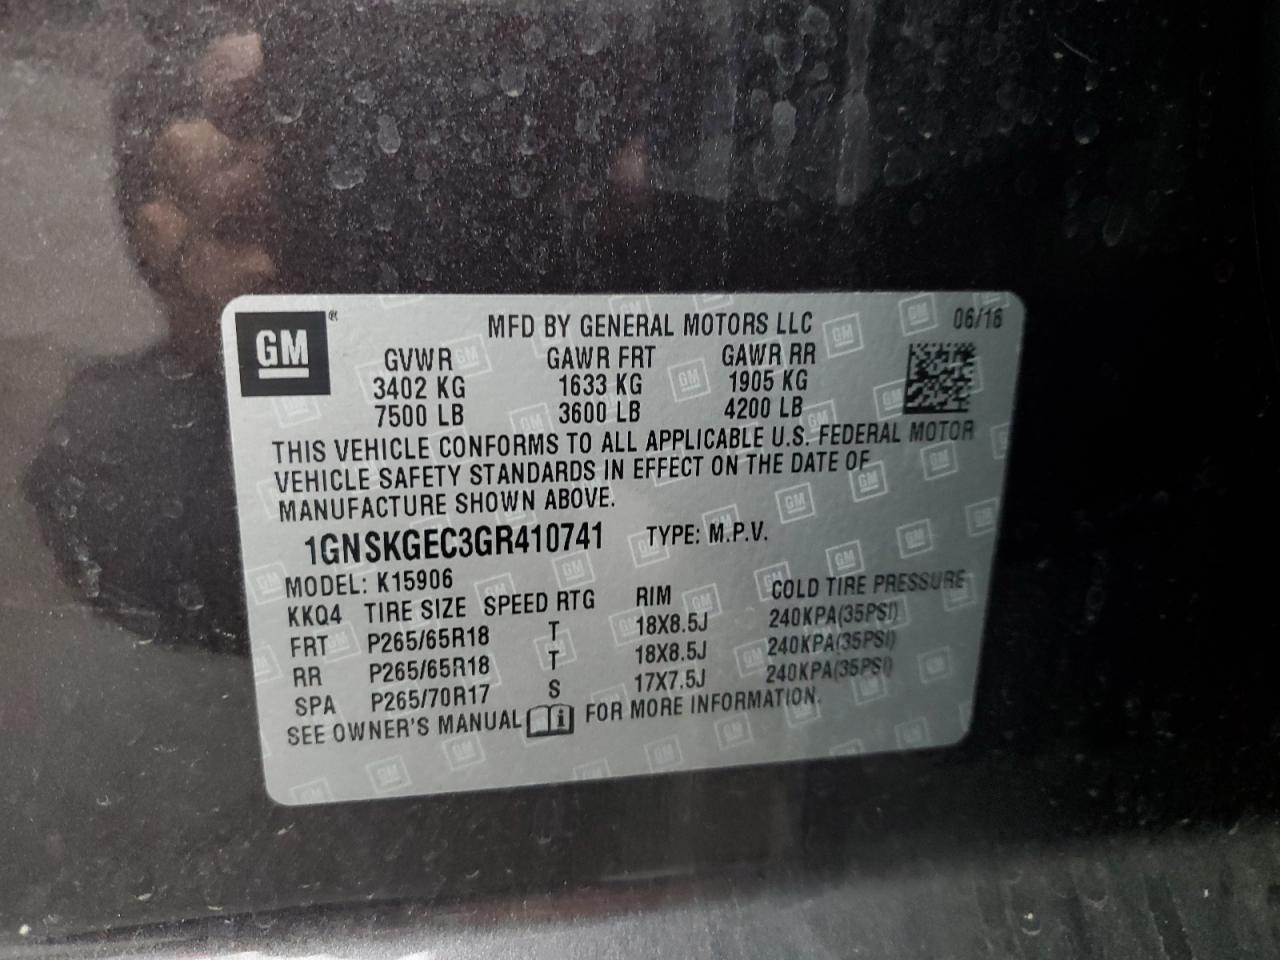 GM®
MFD BY GENERAL MOTORS LLC 06/16
GVWR GAWR FRT GAWR RR
3402 KG 1633 KG 1905 KG
7500 LB 3600 LB 4200 LB
THIS VEHICLE CONFORMS TO ALL APPLICABLE U.S. FEDERAL MOTOR
VEHICLE SAFETY STANDARDS IN EFFECT ON THE DATE OF
MANUFACTURE SHOWN ABOVE.
1GNSKGEC3GR410741 TYPE: M.P.V.
MODEL: K15906
KKQ4 TIRE SIZE SPEED RTG RIM COLD TIRE PRESSURE
FRT P265/65R18 T 18X8.5J 240KPA(35PSI)
RR P265/65R18 T 18X8.5J 240KPA(35PSI)
SPA P265/70R17 S 17X7.5J 240KPA(35PSI)
SEE OWNER'S MANUAL i FOR MORE INFORMATION.